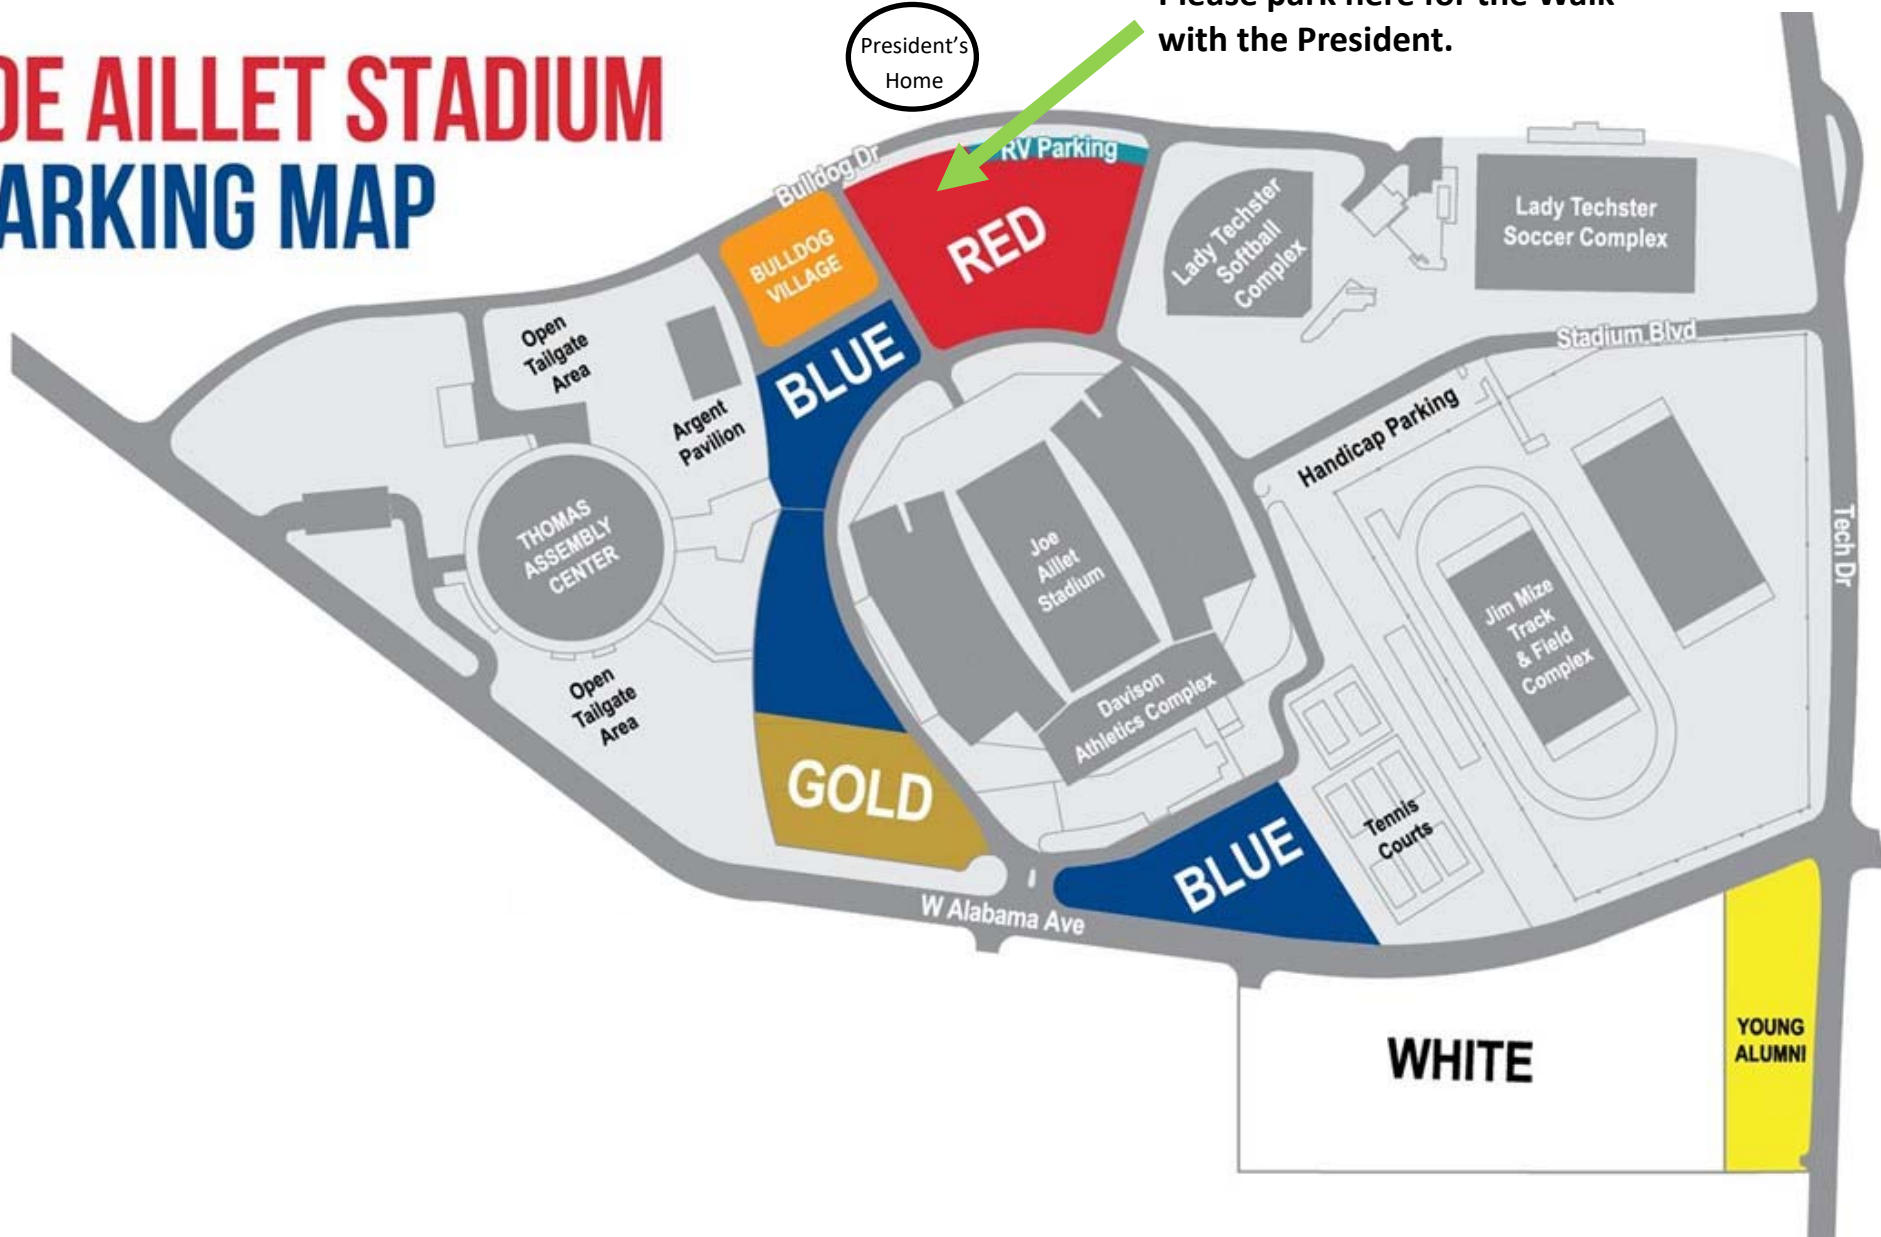 with the President.
President's
Home
AILLET STADIUM
MAP
Bulldog Dr
RV Parking
RED
BULLDOG
VILLAGE
BLUE
Lady Techster
Softball
Complex
Lady Techster
Soccer Complex
Stadium Blvd
Open
Tailgate
Area
Argent
Pavilion
Handicap Parking
THOMAS
ASSEMBLY
CENTER
Joe
Aillet
Stadium
Tech Dr
Jim Mize
Track
& Field
Complex
Open
Tailgate
Area
Davison
Athletics Complex
GOLD
Tennis
Courts
BLUE
W Alabama Ave
WHITE
YOUNG
ALUMNI